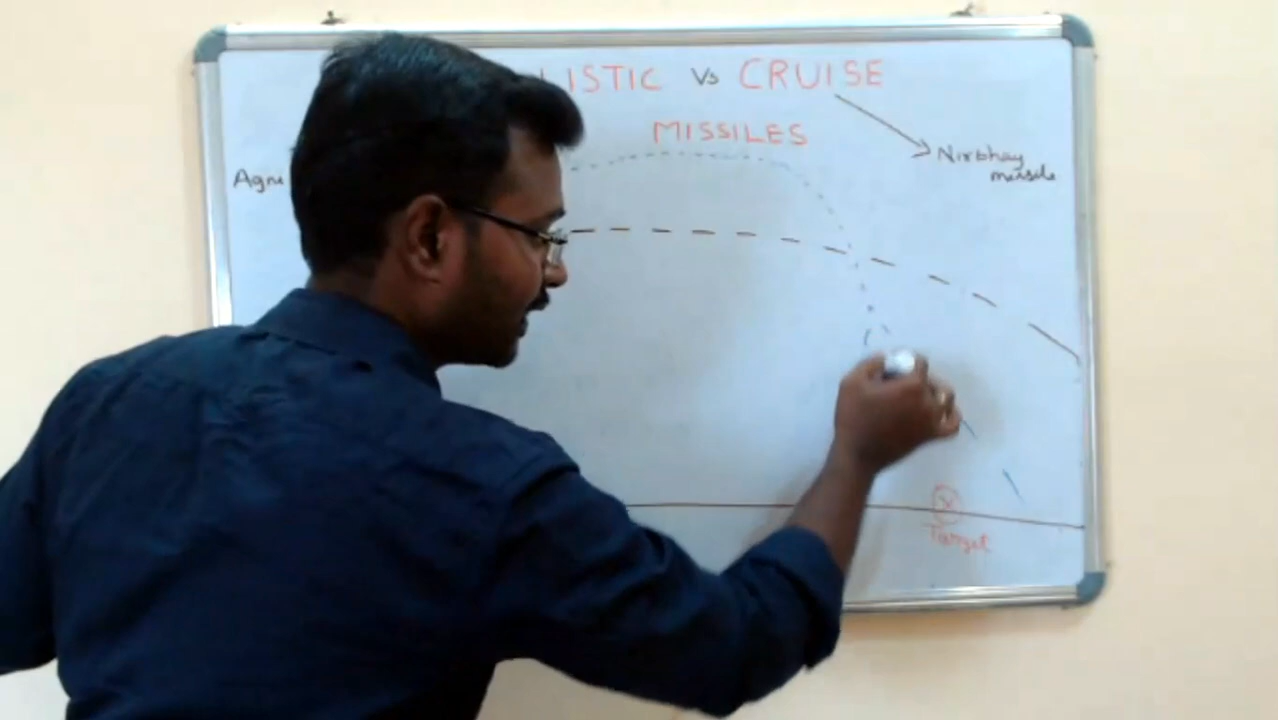 LISTIC Vs CRUISE
MISSILES
Nirbhay
missile
Agni
Target